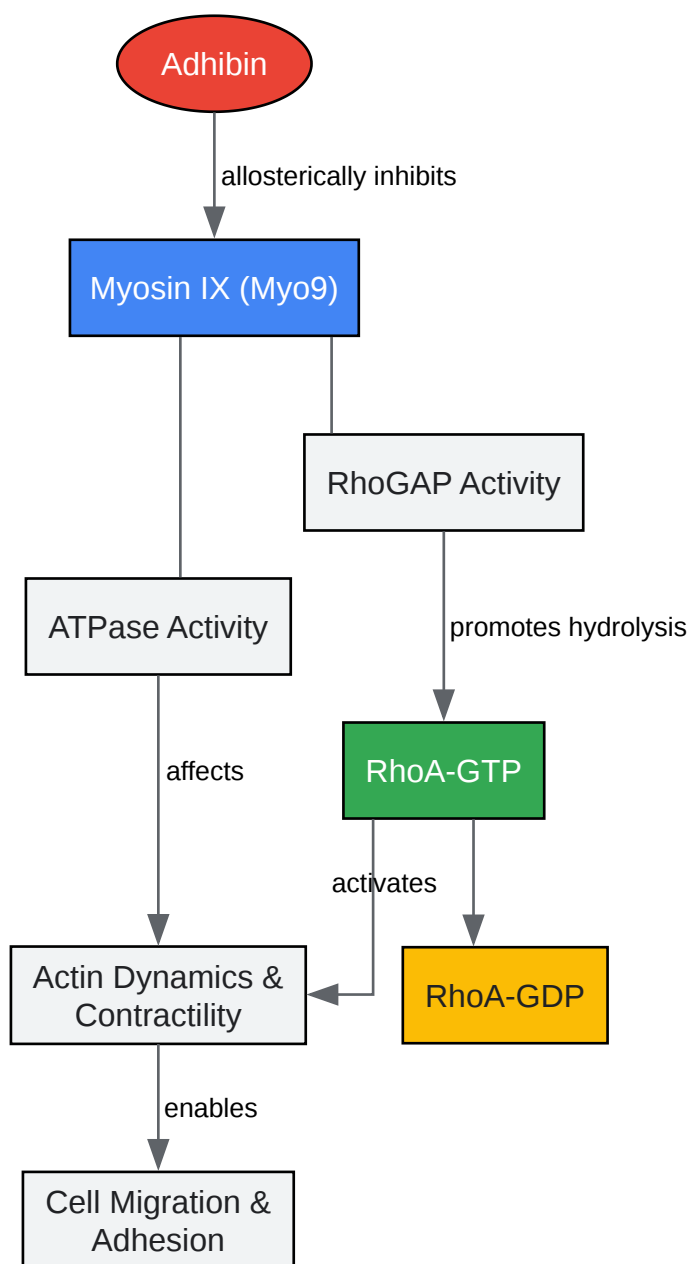 Adhibin
allosterically inhibits
Myosin IX (Myo9)
RhoGAP Activity
ATPase Activity
promotes hydrolysis
RhoA-GTP
affects
activates
Actin Dynamics &
Contractility
RhoA-GDP
enables
Cell Migration &
Adhesion